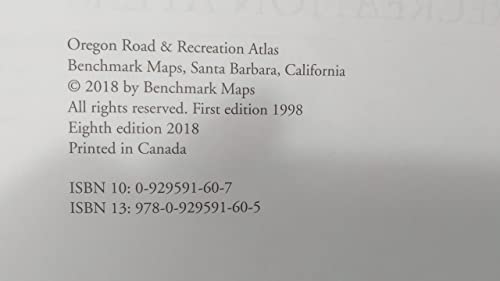 Oregon Road & Recreation Atlas
Benchmark Maps, Santa Barbara, California
© 2018 by Benchmark Maps
All rights reserved. First edition 1998
Eighth edition 2018
Printed in Canada
ISBN 10: 0-929591-60-7
ISBN 13: 978-0-929591-60-5